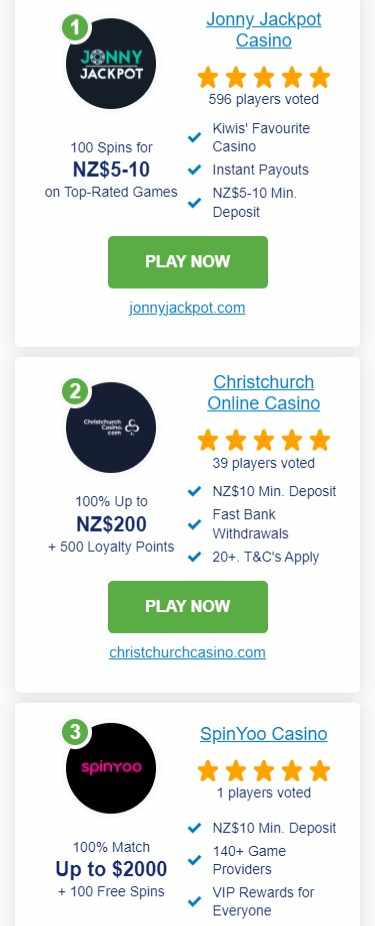 1
JONNY
JACKPOT
Jonny Jackpot
Casino
596 players voted
100 Spins for
NZ$5-10
on Top-Rated Games
Kiwis' Favourite
Casino
Instant Payouts
NZ$5-10 Min.
Deposit
PLAY NOW
jonnyjackpot.com
2
Christchurch
Casino.
com
Christchurch
Online Casino
39 players voted
100% Up to
NZ$200
+ 500 Loyalty Points
NZ$10 Min. Deposit
Fast Bank
Withdrawals
20+. T&C's Apply
PLAY NOW
christchurchcasino.com
3
spinyoo
SpinYoo Casino
1 players voted
100% Match
Up to $2000
+ 100 Free Spins
NZ$10 Min. Deposit
140+ Game
Providers
VIP Rewards for
Everyone